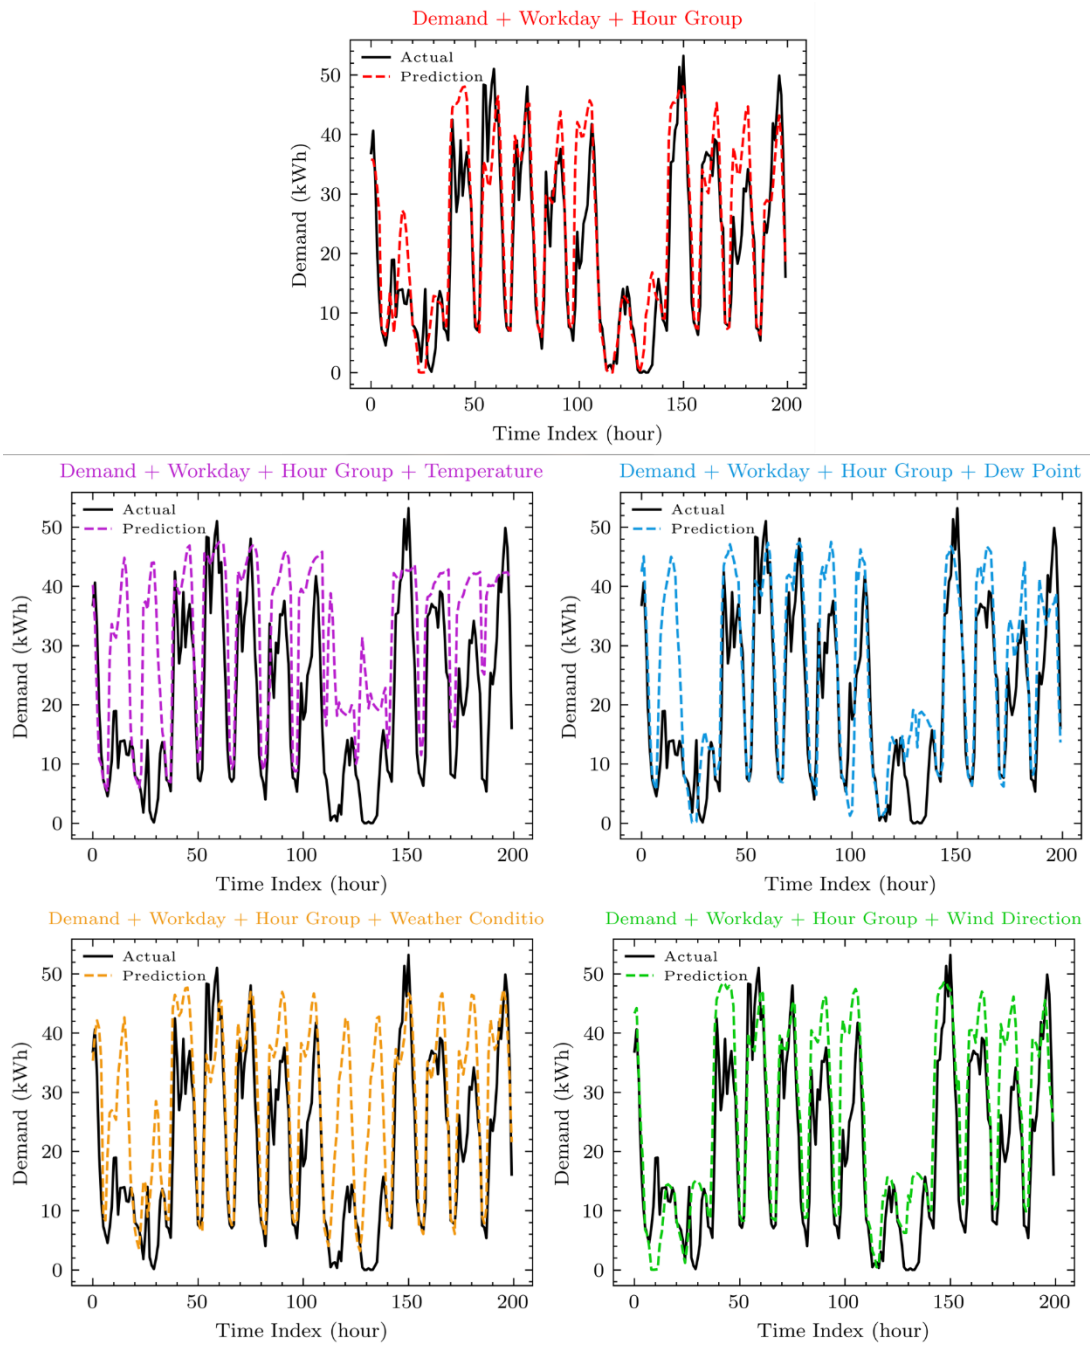 Demand + Workday + Hour Group
Actual
Prediction
50
40
30
20
10
0
Demand (kWh)
0 50 100 150 200
Time Index (hour)
Demand + Workday + Hour Group + Temperature
Actual
Prediction
50
40
30
20
10
0
Demand (kWh)
0 50 100 150 200
Time Index (hour)
Demand + Workday + Hour Group + Dew Point
Actual
Prediction
50
40
30
20
10
0
Demand (kWh)
0 50 100 150 200
Time Index (hour)
Demand + Workday + Hour Group + Weather Conditio
Actual
Prediction
50
40
30
20
10
0
Demand (kWh)
0 50 100 150 200
Time Index (hour)
Demand + Workday + Hour Group + Wind Direction
Actual
Prediction
50
40
30
20
10
0
Demand (kWh)
0 50 100 150 200
Time Index (hour)